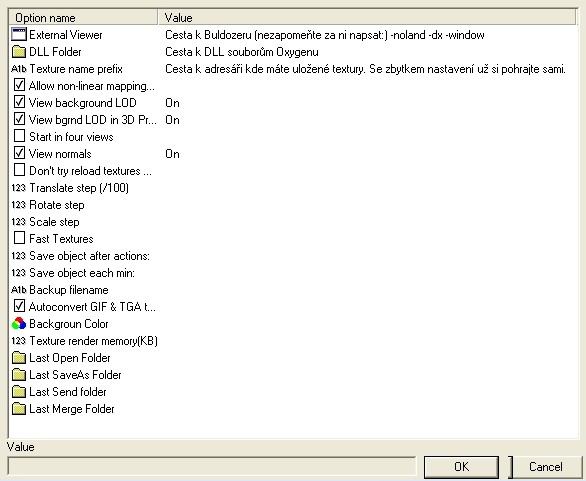 Option name Value
External Viewer Cesta k Buldozeru (nezapomeňte za ni napsat:) -noland -dx -window
DLL Folder Cesta k DLL souborům Oxygenu
A1b Texture name prefix Cesta k adresáři kde máte uložené textury. Se zbytkem nastavení už si pohrajte sami.
Allow non-linear mapping...
View background LOD On
View bgrnd LOD in 3D Pr... On
Start in four views
View normals On
Don't try reload textures ...
123 Translate step (/100)
123 Rotate step
123 Scale step
Fast Textures
123 Save object after actions:
123 Save object each min:
A1b Backup filename
Autoconvert GIF & TGA t...
Backgroun Color
123 Texture render memory(KB)
Last Open Folder
Last SaveAs Folder
Last Send folder
Last Merge Folder
Value
OK Cancel